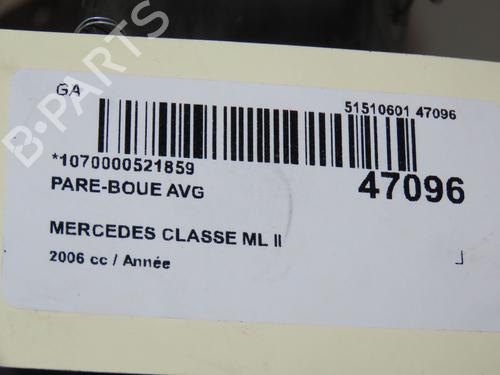 GA
51510601 47096
*1070000521859
47096
PARE-BOUE AVG
MERCEDES CLASSE ML II
2006 cc / Année
B-PARTS